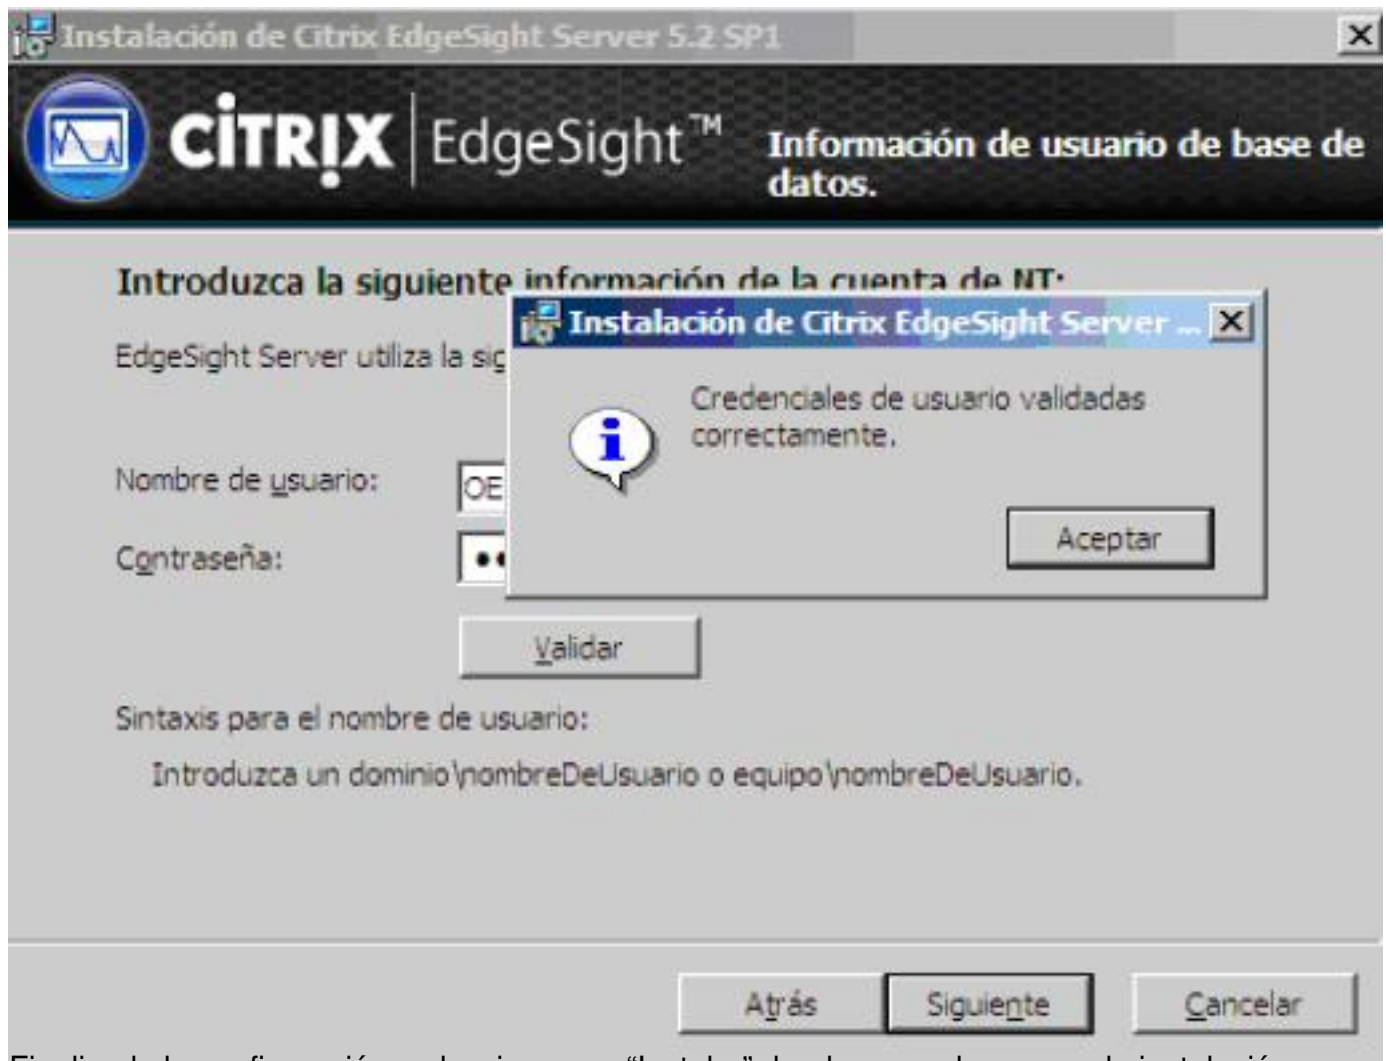 Instalación de Citrix EdgeSight Server 5.2 SP1
CİTRIX EdgeSight™
Información de usuario de base de
datos.
Introduzca la siguiente información de la cuenta de NT:
EdgeSight Server utiliza la sig
Instalación de Citrix EdgeSight Server ...
Credenciales de usuario validadas
correctamente.
Aceptar
Nombre de usuario:
OE
Contraseña:
Validar
Sintaxis para el nombre de usuario:
Introduzca un dominio\nombreDeUsuario o equipo\nombreDeUsuario.
Atrás
Siguiente
Cancelar